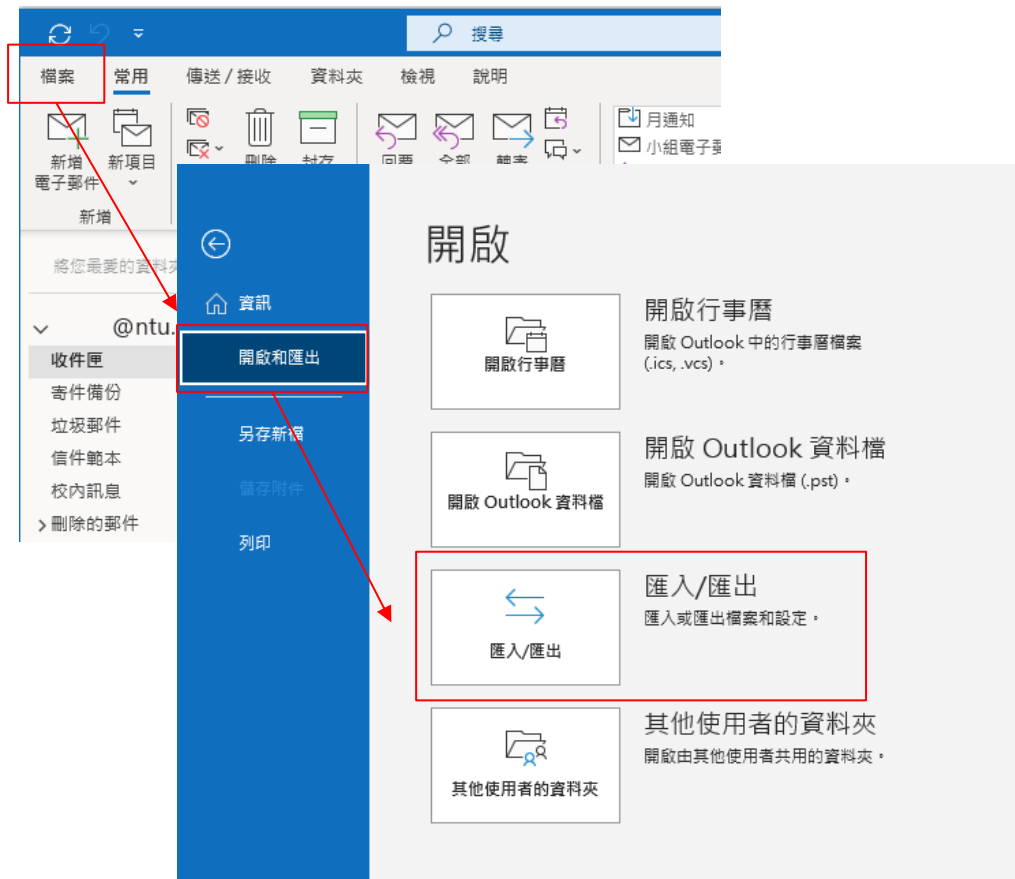 搜尋
檔案 常用 傳送 / 接收 資料夾 檢視 說明
新增
電子郵件
新項目
刪除 封存 回覆 全部 轉寄
月通知
小組電子
新增
將您最愛的資料夾
@ntu.
收件匣
寄件備份
垃圾郵件
信件範本
校內訊息
刪除的郵件
資訊
開啟和匯出
另存新檔
儲存附件
列印
開啟
開啟行事曆
開啟行事曆
開啟 Outlook 中的行事曆檔案
(.ics, .vcs)。
開啟 Outlook 資料檔
開啟 Outlook 資料檔
開啟 Outlook 資料檔 (.pst)。
匯入/匯出
匯入/匯出
匯入或匯出檔案和設定。
其他使用者的資料夾
其他使用者的資料夾
開啟由其他使用者共用的資料夾。